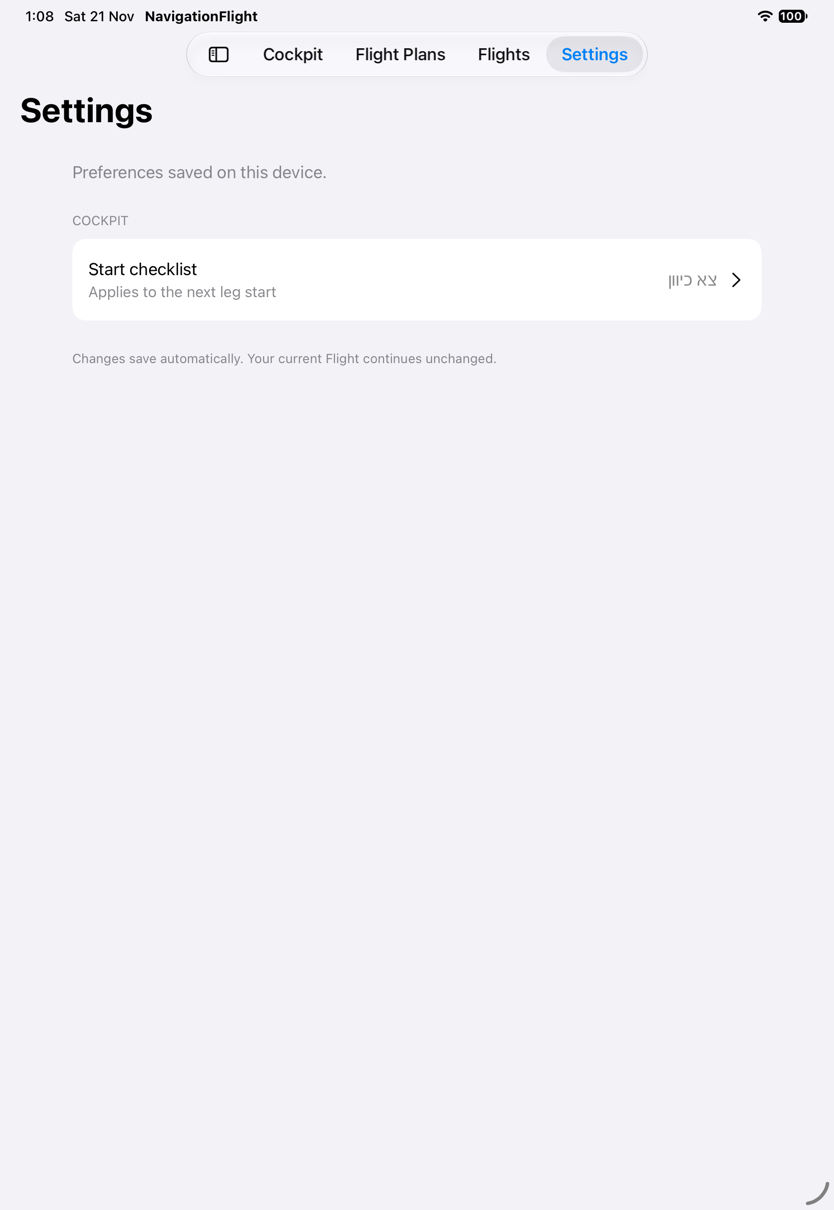 1:08 Sat 21 Nov NavigationFlight 100
Cockpit Flight Plans Flights Settings
Settings
Preferences saved on this device.
COCKPIT
Start checklist
Applies to the next leg start
צא כיוון
Changes save automatically. Your current Flight continues unchanged.